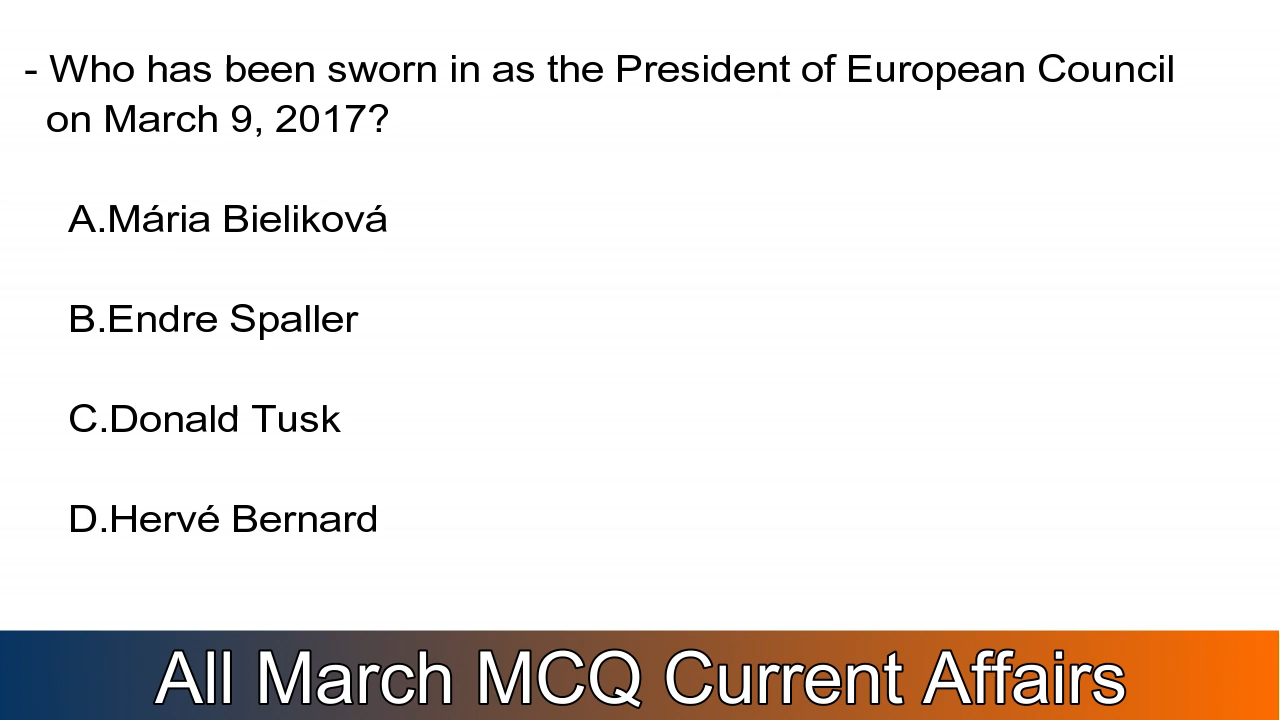 - Who has been sworn in as the President of European Council
on March 9, 2017?
A.Mária Bieliková
B.Endre Spaller
C.Donald Tusk
D.Hervé Bernard
All March MCQ Current Affairs